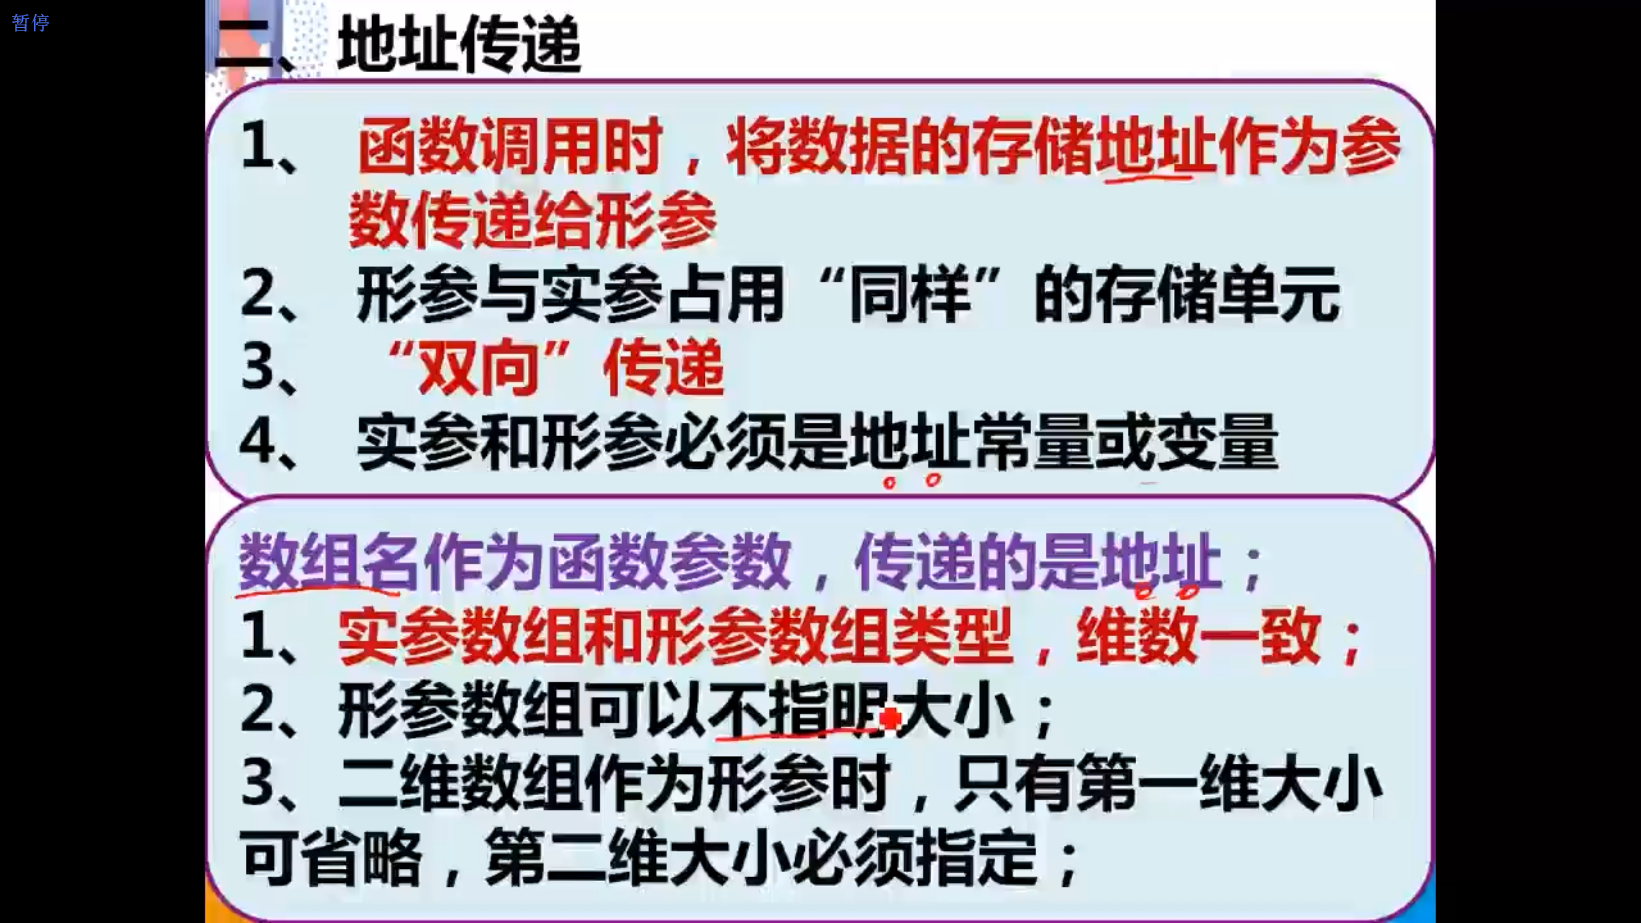 暂停
二、地址传递
1、 函数调用时，将数据的存储地址作为参
数传递给形参
2、 形参与实参占用“同样”的存储单元
3、 “双向”传递
4、 实参和形参必须是地址常量或变量
数组名作为函数参数，传递的是地址；
1、实参数组和形参数组类型，维数一致；
2、形参数组可以不指明大小；
3、二维数组作为形参时，只有第一维大小
可省略，第二维大小必须指定；